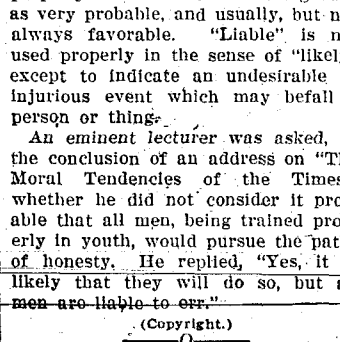 as very probable, and usually, but n
always favorable. "Liable" is n
used properly in the sense of "likel
except to indicate an undesirable
injurious event which may befall
person or thing.
An eminent lecturer was asked,
the conclusion of an address on "T
Moral Tendencies of the Times
whether he did not consider it pro
able that all men, being trained pro
erly in youth, would pursue the pat
of honesty. He replied, "Yes, it
likely that they will do so, but a
men are liable to err."
(Copyright.)